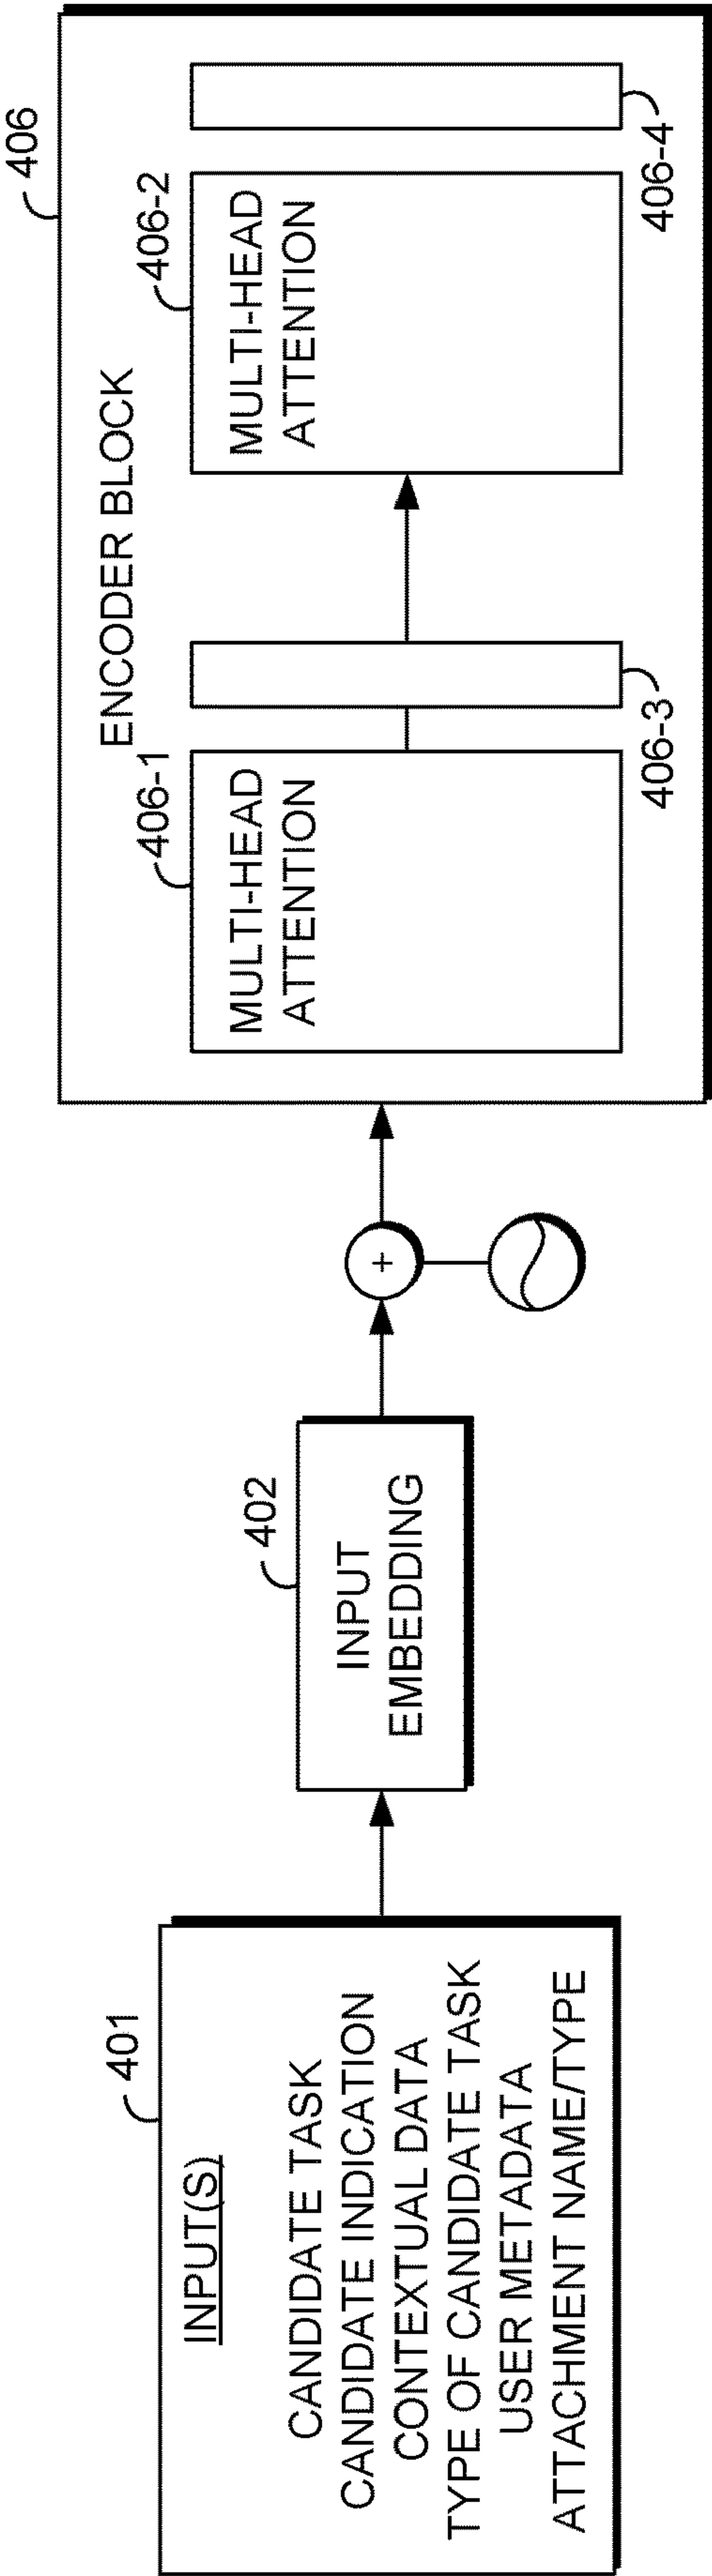 401
INPUT(S)
CANDIDATE TASK
CANDIDATE INDICATION
CONTEXTUAL DATA
TYPE OF CANDIDATE TASK
USER METADATA
ATTACHMENT NAME/TYPE
402
INPUT
EMBEDDING
+
406
ENCODER BLOCK
406-1
MULTI-HEAD
ATTENTION
406-3
406-2
MULTI-HEAD
ATTENTION
406-4